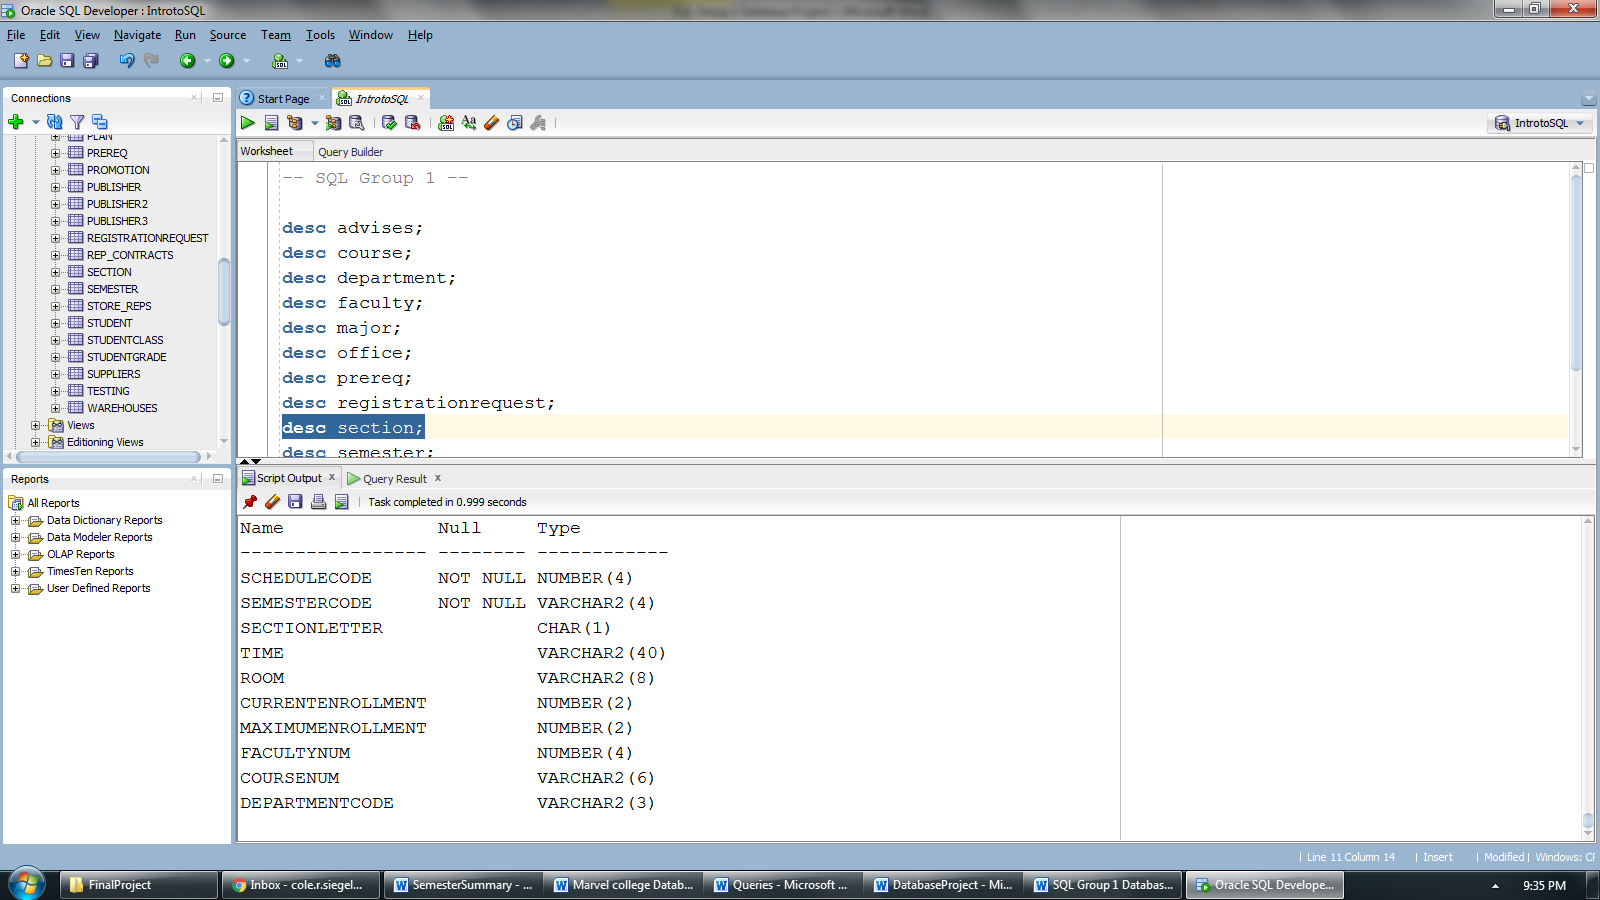 Oracle SQL Developer : IntrotoSQL
File Edit View Navigate Run Source Team Tools Window Help
Connections
PLAN
PREREQ
PROMOTION
PUBLISHER
PUBLISHER2
PUBLISHER3
REGISTRATIONREQUEST
REP_CONTRACTS
SECTION
SEMESTER
STORE_REPS
STUDENT
STUDENTCLASS
STUDENTGRADE
SUPPLIERS
TESTING
WAREHOUSES
Views
Editioning Views
Reports
All Reports
Data Dictionary Reports
Data Modeler Reports
OLAP Reports
TimesTen Reports
User Defined Reports
Start Page IntrotoSQL
IntrotoSQL
Worksheet Query Builder
-- SQL Group 1 --
desc advises;
desc course;
desc department;
desc faculty;
desc major;
desc office;
desc prereq;
desc registrationrequest;
desc section;
desc semester;
Script Output x Query Result x
Task completed in 0.999 seconds
Name Null Type
----------------- -------- ------------
SCHEDULECODE NOT NULL NUMBER(4)
SEMESTERCODE NOT NULL VARCHAR2(4)
SECTIONLETTER CHAR(1)
TIME VARCHAR2(40)
ROOM VARCHAR2(8)
CURRENTENROLLMENT NUMBER(2)
MAXIMUMENROLLMENT NUMBER(2)
FACULTYNUM NUMBER(4)
COURSENUM VARCHAR2(6)
DEPARTMENTCODE VARCHAR2(3)
Line 11 Column 14 | Insert | Modified | Windows: CF
FinalProject Inbox - cole.r.siegel... SemesterSummary - ... Marvel college Datab... Queries - Microsoft ... DatabaseProject - Mi... SQL Group 1 Databas... Oracle SQL Develope... 9:35 PM